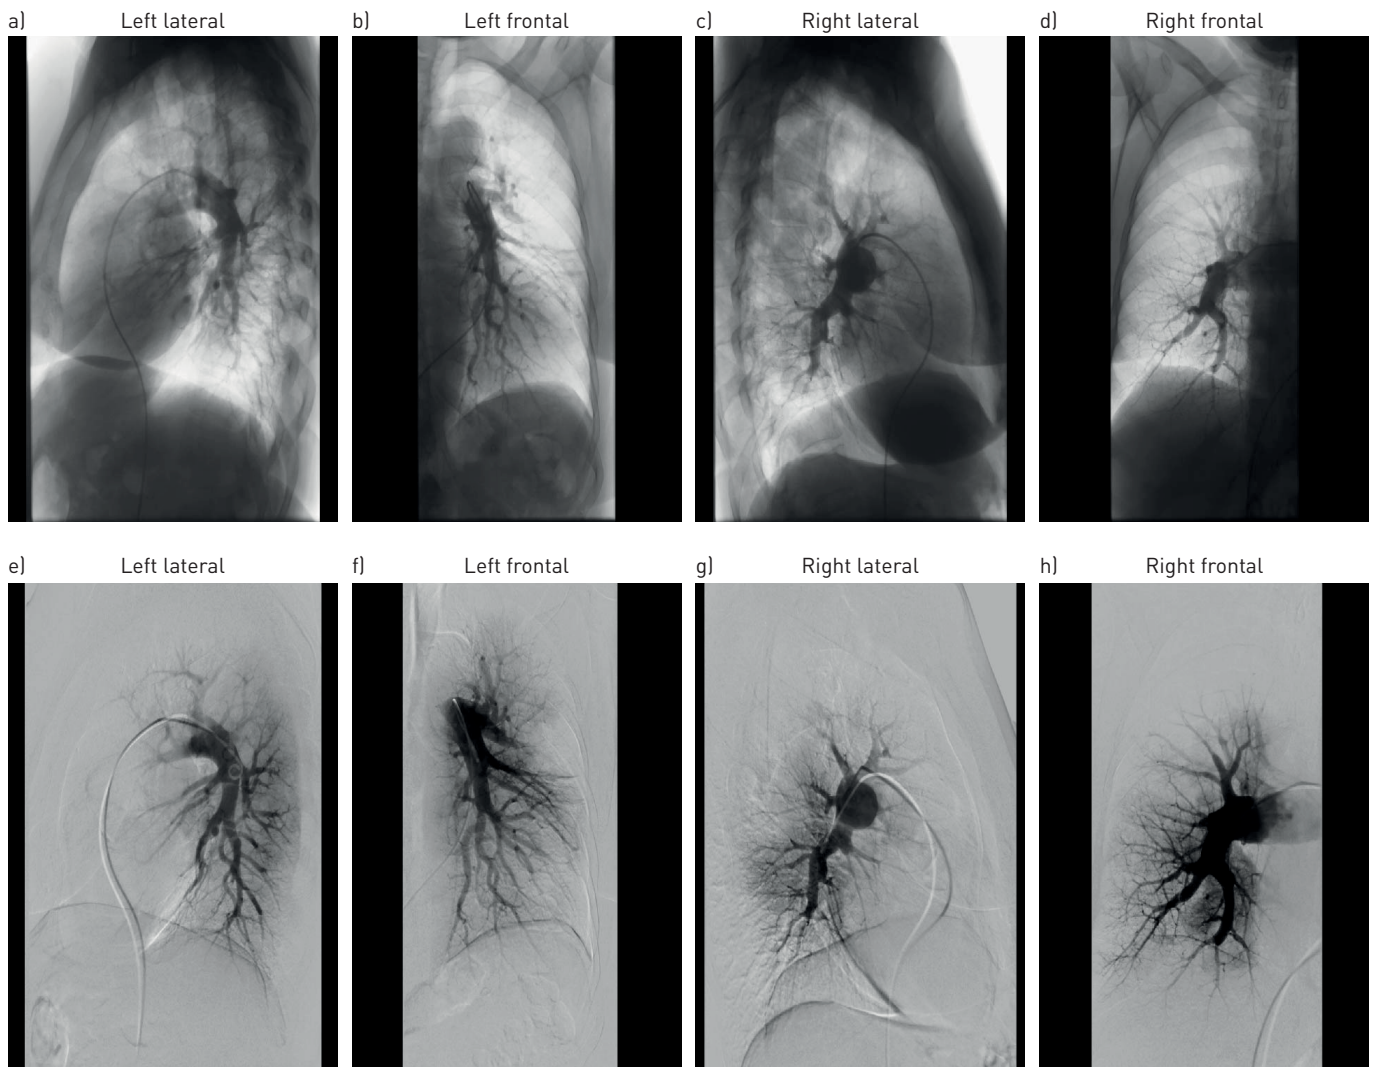 a) Left lateral
b) Left frontal
c) Right lateral
d) Right frontal
e) Left lateral
f) Left frontal
g) Right lateral
h) Right frontal